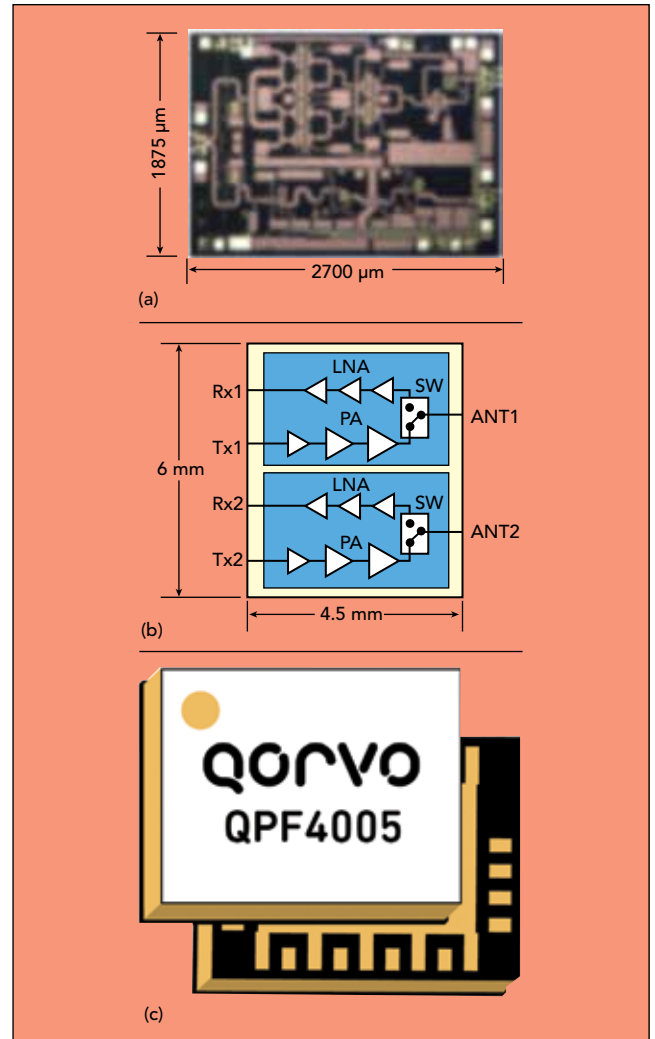 1875 µm
2700 µm
(a)
LNA
SW
Rx1
ANT1
PA
Tx1
6 mm
LNA
Rx2
SW
ANT2
PA
Tx2
4.5 mm
(b)
QORVO
QPF4005
(c)